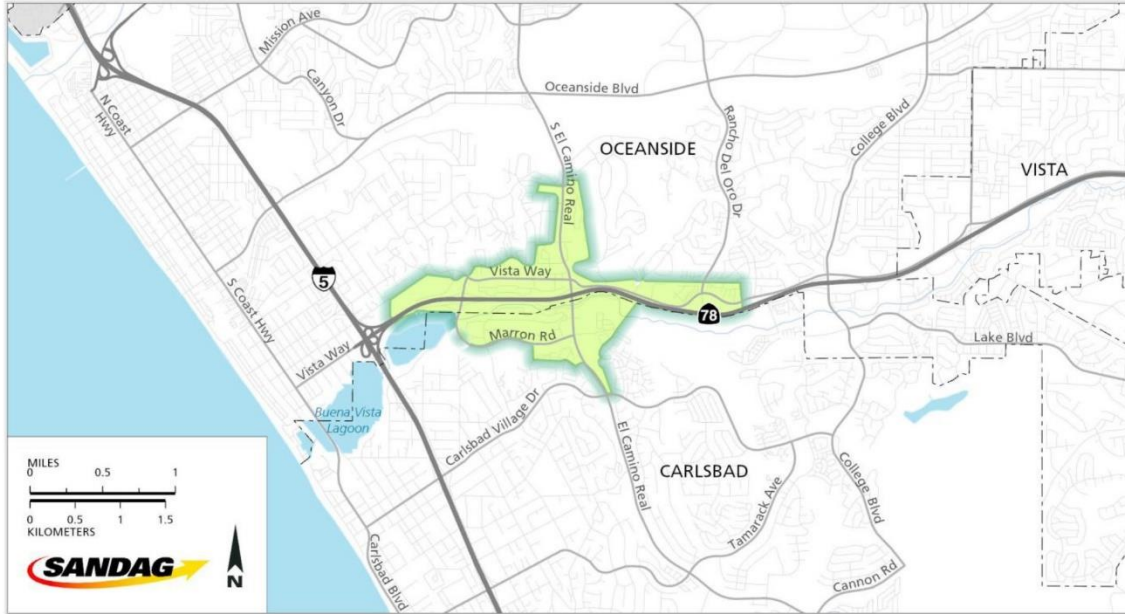 Mission Ave
N Coast
Hwy
Canyon Dr
Oceanside Blvd
S El Camino Real
OCEANSIDE
Rancho Del Oro Dr
College Blvd
VISTA
5
S Coast Hwy
Vista Way
78
Marron Rd
Lake Blvd
Vista Way
Buena Vista
Lagoon
Carlsbad Village Dr
El Camino Real
CARLSBAD
College Blvd
Tamarack Ave
Cannon Rd
Carlsbad Blvd
MILES
0 0.5 1
0 0.5 1 1.5
KILOMETERS
SANDAG
N